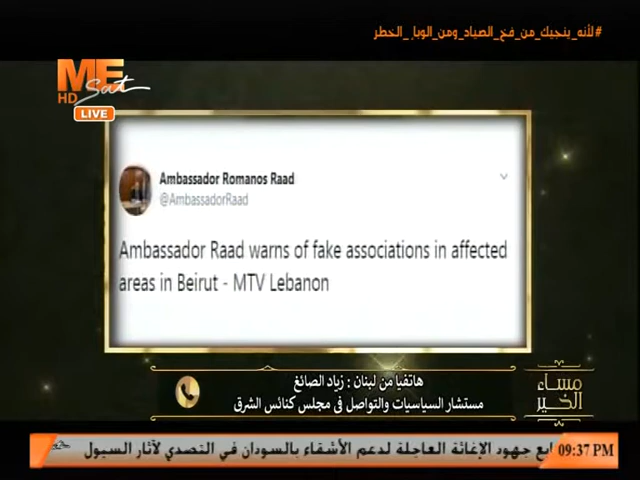 #لأنه_ينجيك_من_فخ_الصياد_ومن_الوبا_الخطر
ME
Sat
HD
LIVE
Ambassador Romanos Raad
@AmbassadorRaad
Ambassador Raad warns of fake associations in affected
areas in Beirut - MTV Lebanon
هاتفيا من لبنان : زياد الصائغ
مستشار السياسيات والتواصل فى مجلس كنائس الشرق
مساء
الخير
ابع جهود الإغاثة العاجلة لدعم الأشقاء بالسودان في التصدي لآثار السيول
09:37 PM